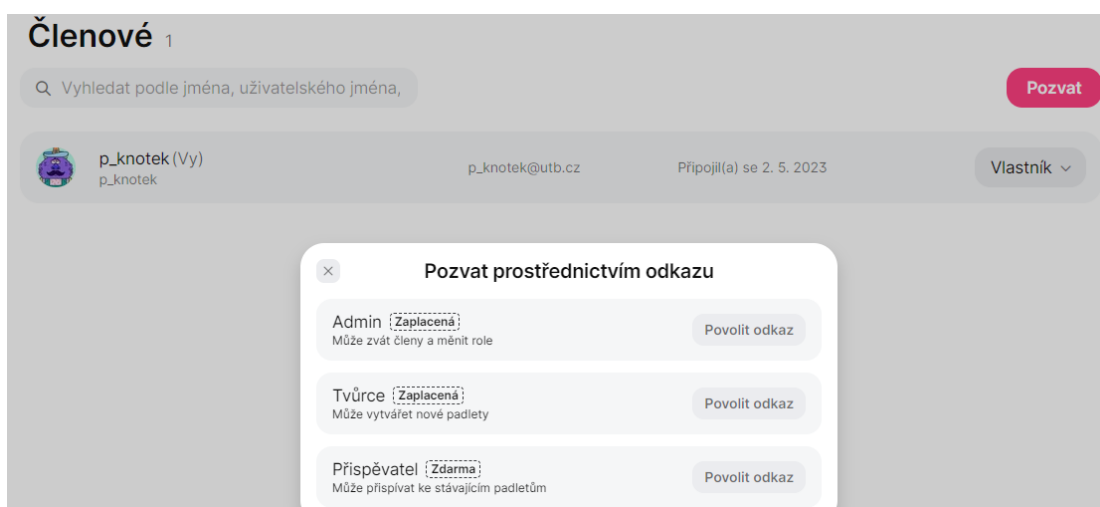 Členové 1
Vyhledat podle jména, uživatelského jména,
Pozvat
p_knotek (Vy)
p_knotek
p_knotek@utb.cz
Připojil(a) se 2. 5. 2023
Vlastník
Pozvat prostřednictvím odkazu
Admin Zaplacená
Může zvát členy a měnit role
Povolit odkaz
Tvůrce Zaplacená
Může vytvářet nové padlety
Povolit odkaz
Přispěvatel Zdarma
Může přispívat ke stávajícím padletům
Povolit odkaz